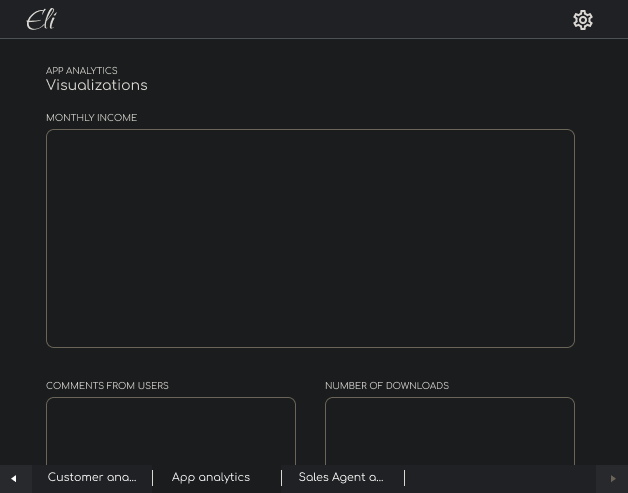 Eli
APP ANALYTICS
Visualizations
MONTHLY INCOME
COMMENTS FROM USERS
NUMBER OF DOWNLOADS
Customer ana...
App analytics
Sales Agent a...